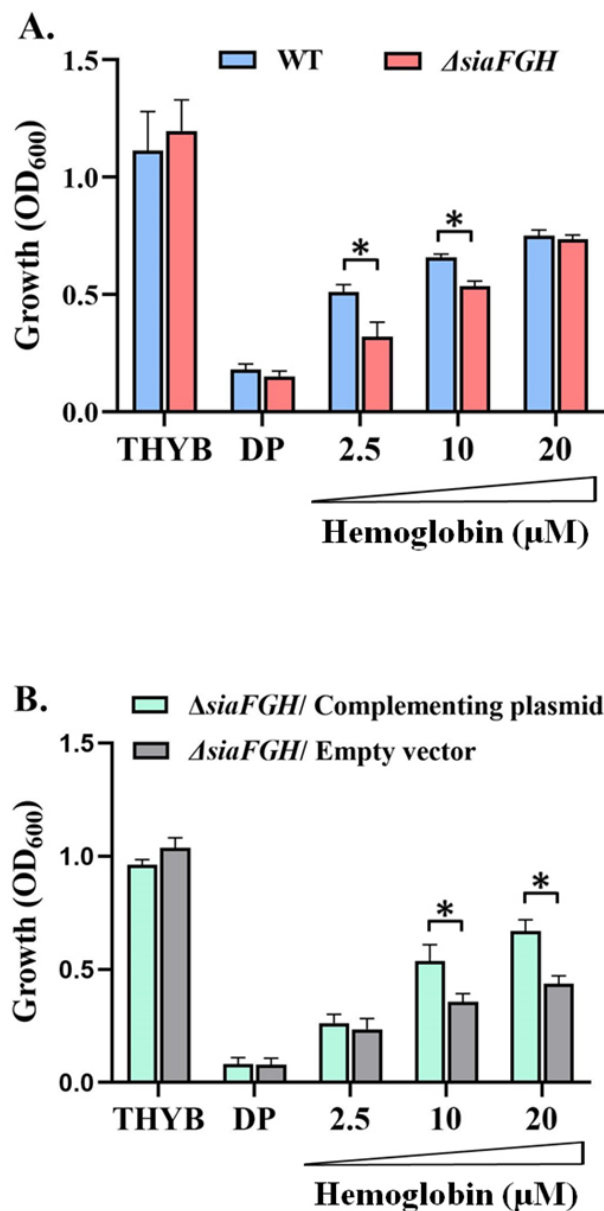 A.
WT ΔsiaFGH
1.5
1.0
0.5
0.0
Growth (OD600)
* *
THYB DP 2.5 10 20
Hemoglobin (μM)
B.
ΔsiaFGH/ Complementing plasmid
ΔsiaFGH/ Empty vector
1.5
1.0
0.5
0.0
Growth (OD600)
* *
THYB DP 2.5 10 20
Hemoglobin (μM)